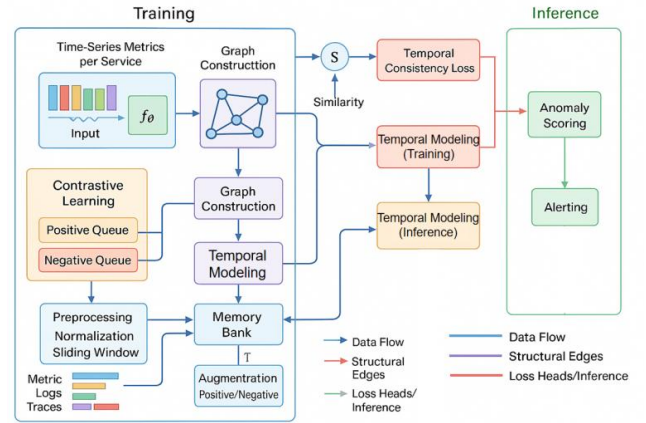 Training
Inference
Time-Series Metrics
per Service
Input
fø
Graph
Constructtion
S
Similarity
Temporal
Consistency Loss
Temporal Modeling
(Training)
Temporal Modeling
(Inference)
Anomaly
Scoring
Alerting
Contrastive
Learning
Positive Queue
Negative Queue
Graph
Construction
Temporal
Modeling
Preprocessing
Normalization
Sliding Window
Memory
Bank
T
Augmentration
Positive/Negative
Metric
Logs
Traces
Data Flow
Structural
Edges
Loss Heads/
Inference
Data Flow
Structural Edges
Loss Heads/Inference